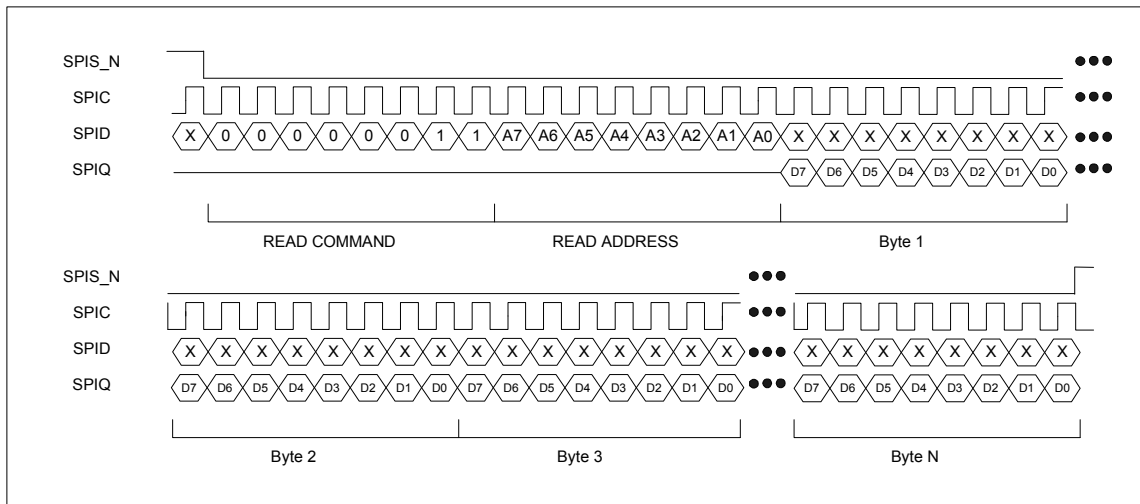 SPIS_N
SPIC
SPID X 0 0 0 0 0 0 1 1 A7 A6 A5 A4 A3 A2 A1 A0 X X X X X X X X
SPIQ D7 D6 D5 D4 D3 D2 D1 D0
READ COMMAND READ ADDRESS Byte 1
SPIS_N
SPIC
SPID X X X X X X X X X X X X X X X X X X X X X X X X
SPIQ D7 D6 D5 D4 D3 D2 D1 D0 D7 D6 D5 D4 D3 D2 D1 D0 D7 D6 D5 D4 D3 D2 D1 D0
Byte 2 Byte 3 Byte N